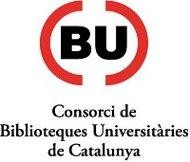 BU
Consorci de
Biblioteques Universitàries
de Catalunya